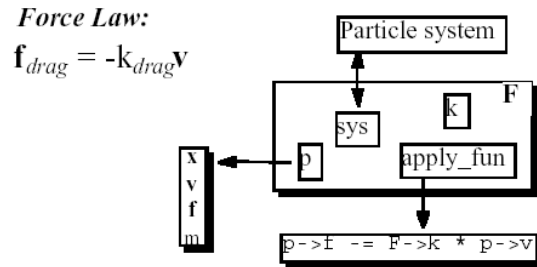 Force Law:
f_drag = -k_drag v
Particle system
F
k
sys
p
apply_fun
x
v
f
m
p->f -= F->k * p->v